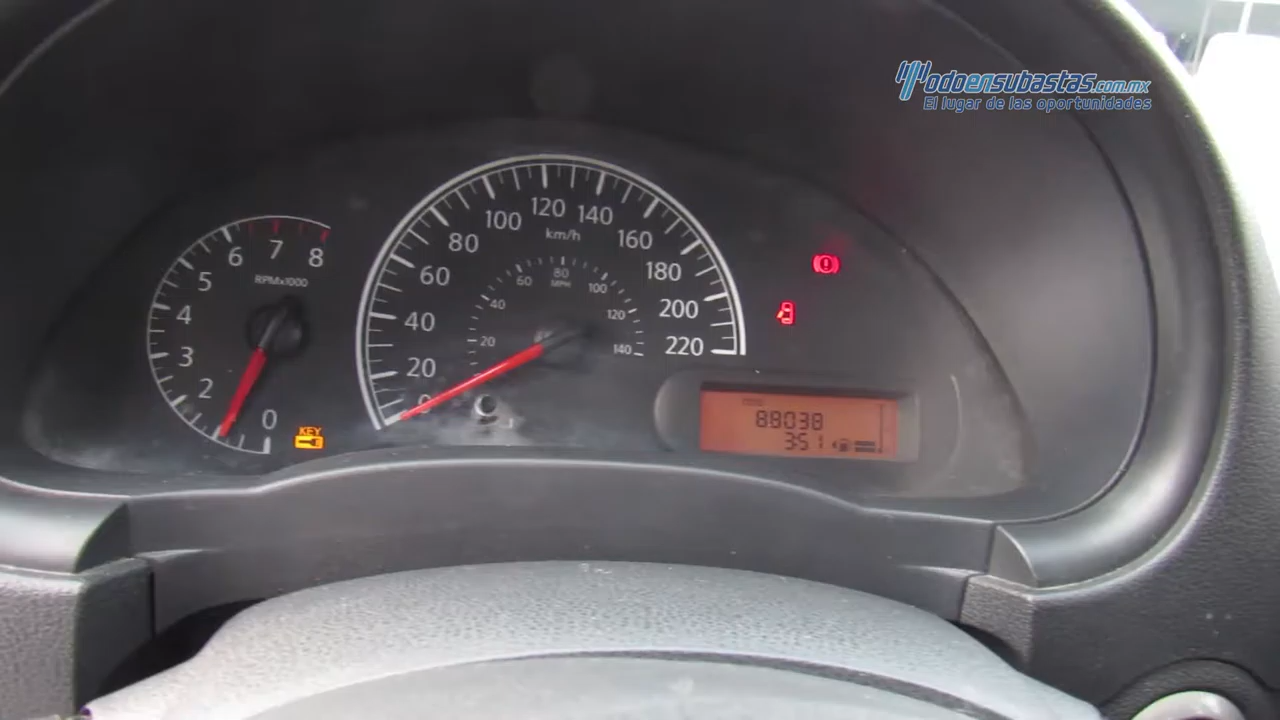 Todoensubastas.com.mx
El lugar de las oportunidades
0 2 3 4 5 6 7 8
RPMx1000
0 20 40 60 80 100 120 140 160 180 200 220
km/h
20 40 60 80 100 120 140
MPH
KEY
88038
351